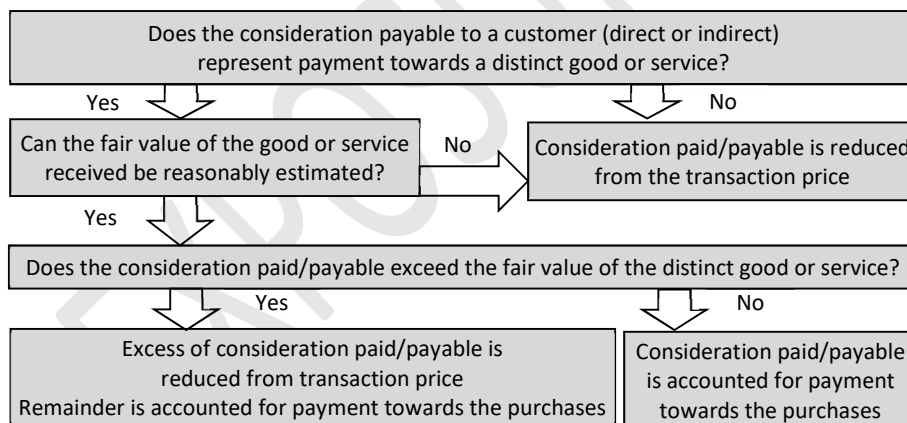 Does the consideration payable to a customer (direct or indirect)
represent payment towards a distinct good or service?
Yes
No
Can the fair value of the good or service
received be reasonably estimated?
No
Consideration paid/payable is reduced
from the transaction price
Yes
Does the consideration paid/payable exceed the fair value of the distinct good or service?
Yes
No
Excess of consideration paid/payable is
reduced from transaction price
Remainder is accounted for payment towards the purchases
Consideration paid/payable
is accounted for payment
towards the purchases